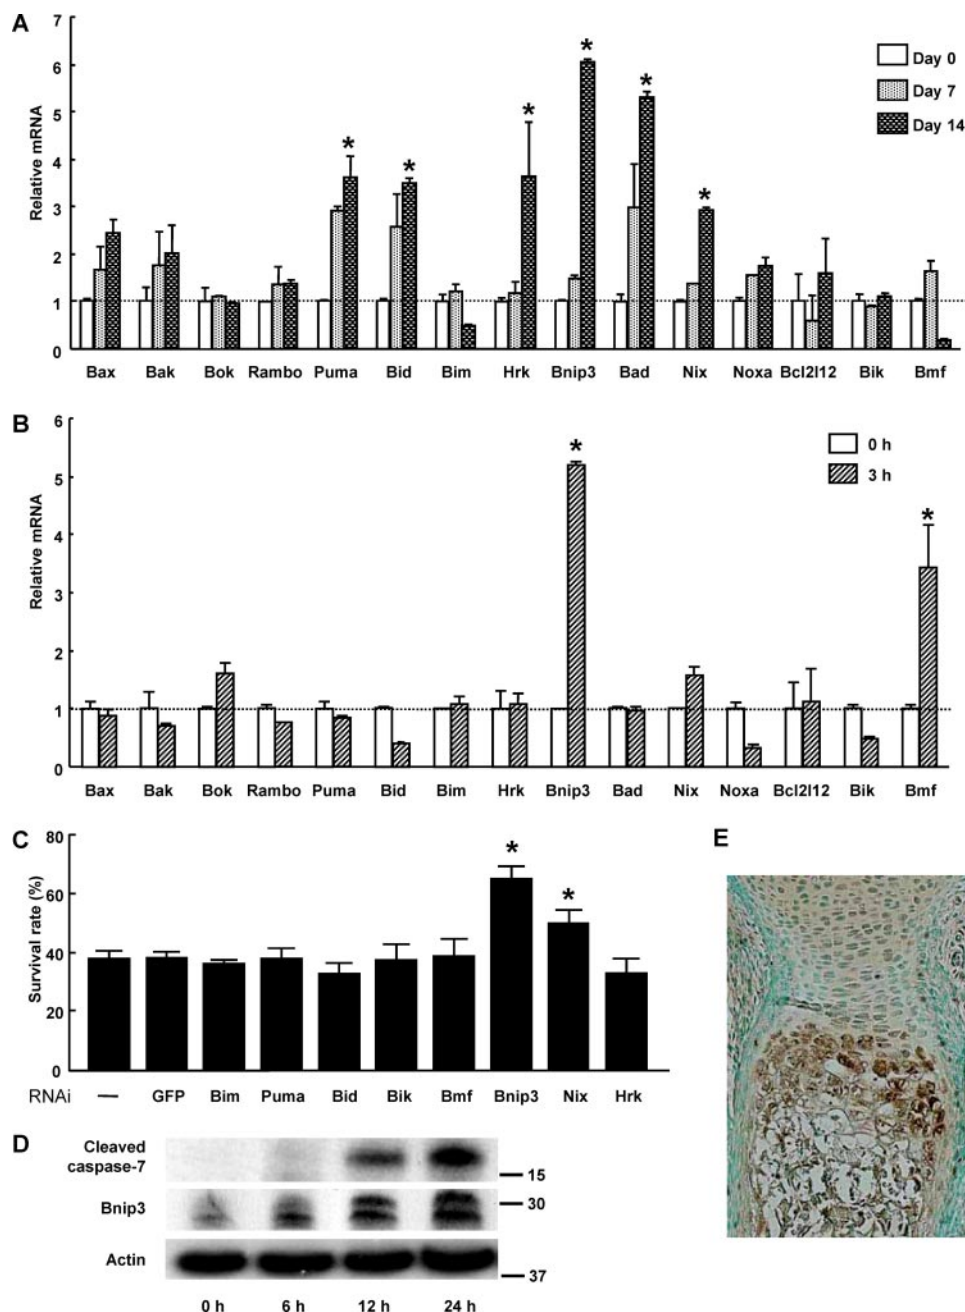 A
7
6
5
4
3
2
1
0
Relative mRNA
Day 0
Day 7
Day 14
* * * * * *
Bax Bak Bok Rambo Puma Bid Bim Hrk Bnip3 Bad Nix Noxa Bcl2l12 Bik Bmf
B
6
5
4
3
2
1
0
Relative mRNA
0 h
3 h
* *
Bax Bak Bok Rambo Puma Bid Bim Hrk Bnip3 Bad Nix Noxa Bcl2l12 Bik Bmf
C
80
60
40
20
0
Survival rate (%)
* *
RNAi — GFP Bim Puma Bid Bik Bmf Bnip3 Nix Hrk
D
Cleaved
caspase-7
15
Bnip3
30
Actin
37
0 h 6 h 12 h 24 h
E